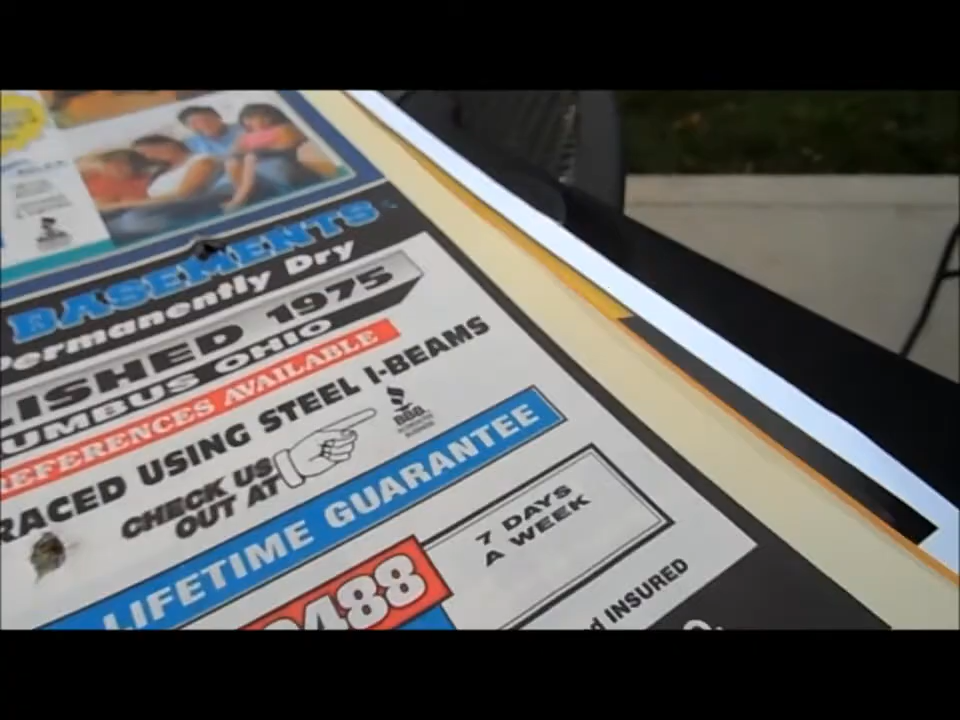 BASEMENTS
Permanently Dry
LISHED 1975
UMBUS OHIO
REFERENCES AVAILABLE
RACED USING STEEL I-BEAMS
CHECK US
OUT AT
BBB
LIFETIME GUARANTEE
7 DAYS
A WEEK
488
INSURED